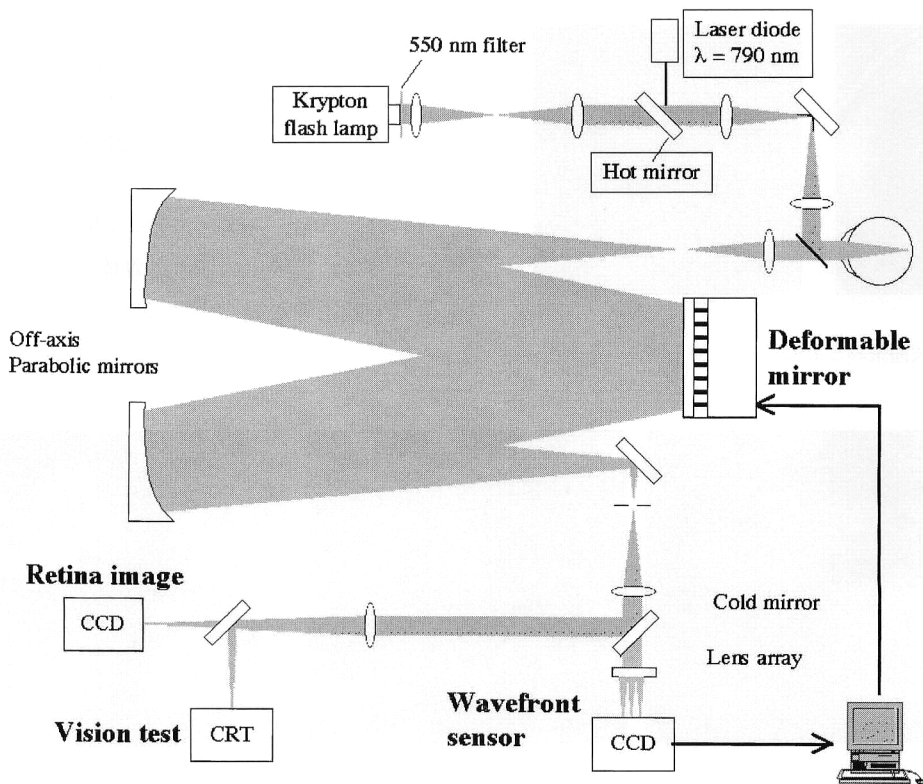 Laser diode
λ = 790 nm
550 nm filter
Krypton
flash lamp
Hot mirror
Off-axis
Parabolic mirrors
Deformable
mirror
Retina image
CCD
Cold mirror
Lens array
Vision test
CRT
Wavefront
sensor
CCD